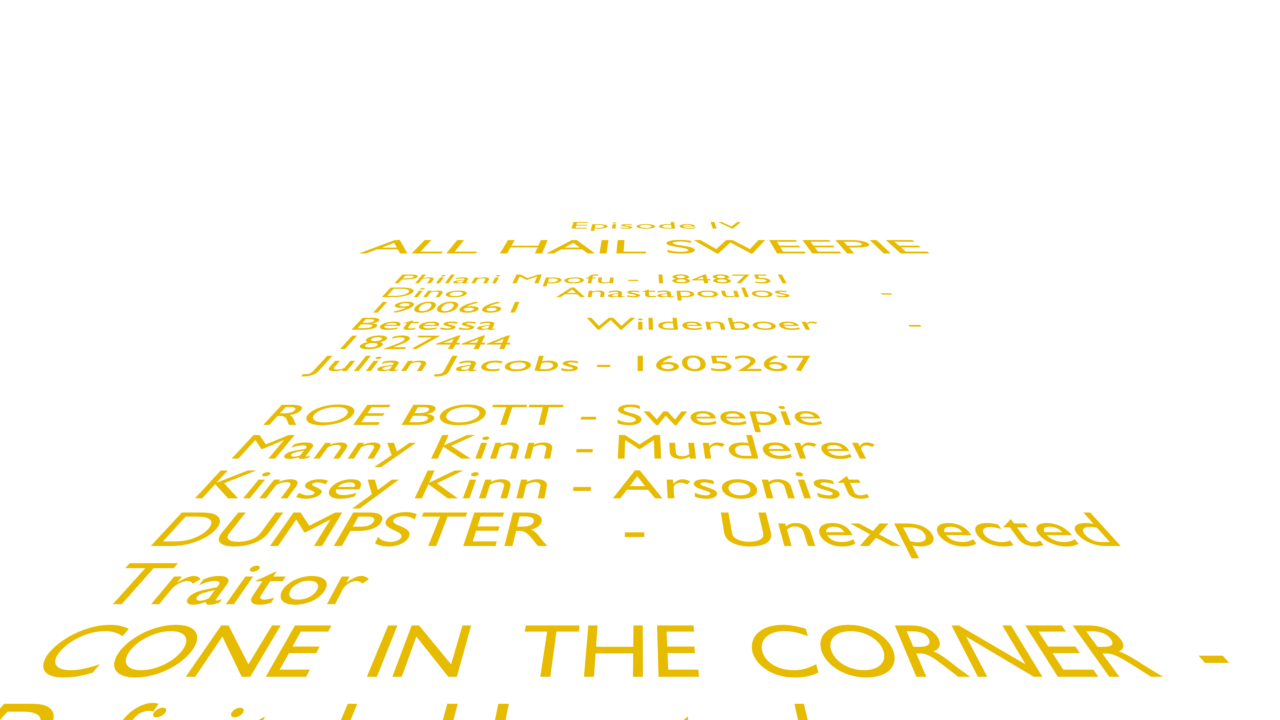 Episode IV
ALL HAIL SWEEPIE
Philani Mpofu - 1848751
Dino Anastapoulos -
1900661
Betessa Wildenboer -
1827444
Julian Jacobs - 1605267
ROE BOTT - Sweepie
Manny Kinn - Murderer
Kinsey Kinn - Arsonist
DUMPSTER - Unexpected
Traitor
CONE IN THE CORNER -